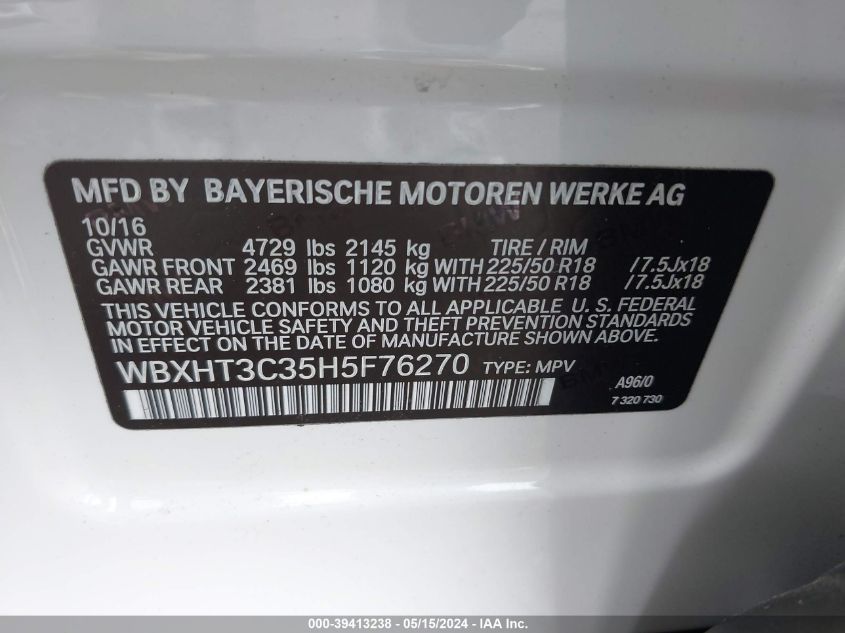 MFD BY BAYERISCHE MOTOREN WERKE AG
10/16
GVWR 4729 lbs 2145 kg TIRE / RIM
GAWR FRONT 2469 lbs 1120 kg WITH 225/50 R18 /7.5Jx18
GAWR REAR 2381 lbs 1080 kg WITH 225/50 R18 /7.5Jx18
THIS VEHICLE CONFORMS TO ALL APPLICABLE U. S. FEDERAL
MOTOR VEHICLE SAFETY AND THEFT PREVENTION STANDARDS
IN EFFECT ON THE DATE OF MANUFACTURE SHOWN ABOVE.
WBXHT3C35H5F76270 TYPE: MPV
A96/0
7 320 730
000-39413238 - 05/15/2024 - IAA Inc.